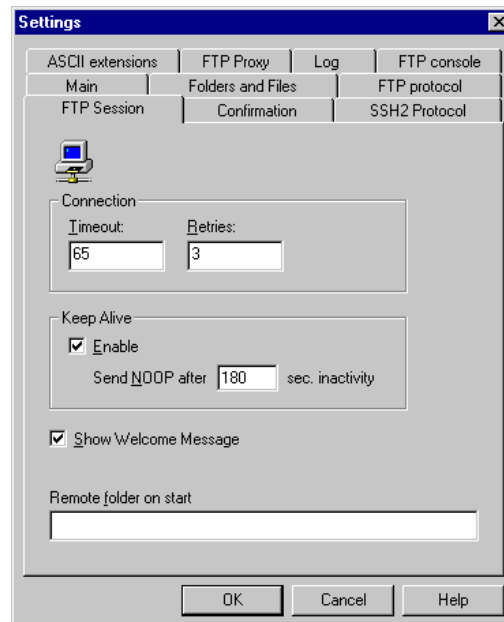 Settings
ASCII extensions FTP Proxy Log FTP console
Main Folders and Files FTP protocol
FTP Session Confirmation SSH2 Protocol
Connection
Timeout: Retries:
65 3
Keep Alive
Enable
Send NOOP after 180 sec. inactivity
Show Welcome Message
Remote folder on start
OK Cancel Help